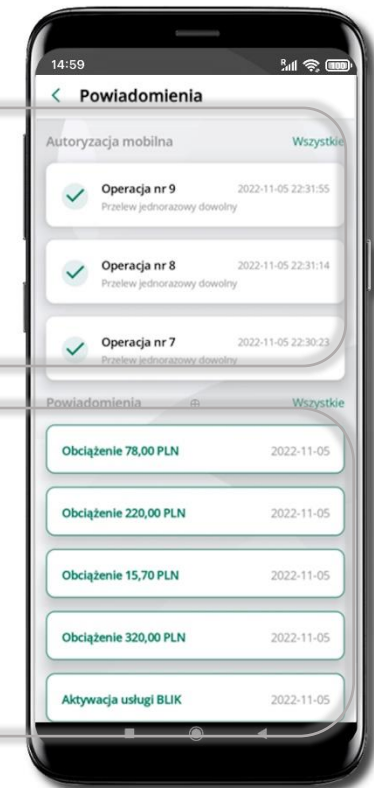 14:59
R
100
Powiadomienia
Autoryzacja mobilna Wszystkie
Operacja nr 9 2022-11-05 22:31:55
Przelew jednorazowy dowolny
Operacja nr 8 2022-11-05 22:31:14
Przelew jednorazowy dowolny
Operacja nr 7 2022-11-05 22:30:23
Przelew jednorazowy dowolny
Powiadomienia Wszystkie
Obciążenie 78,00 PLN 2022-11-05
Obciążenie 220,00 PLN 2022-11-05
Obciążenie 15,70 PLN 2022-11-05
Obciążenie 320,00 PLN 2022-11-05
Aktywacja usługi BLIK 2022-11-05